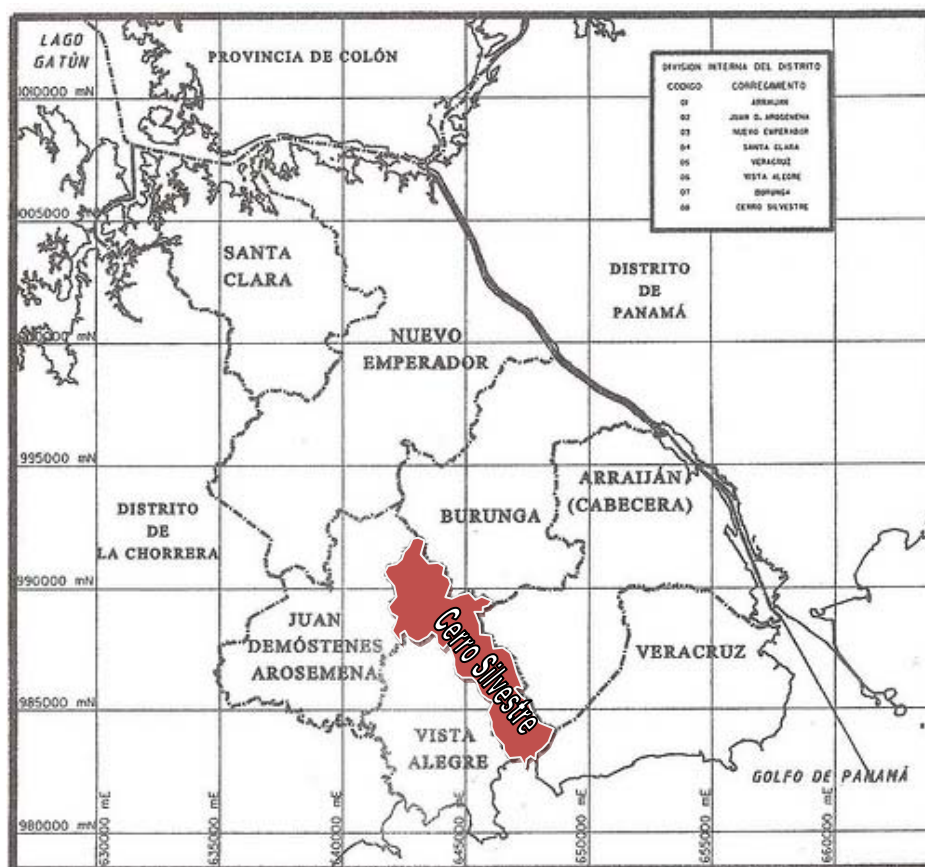 LAGO
GATÚN
PROVINCIA DE COLÓN
DIVISION INTERNA DEL DISTRITO
CODIGO CORREGIMIENTO
01 ARRAIJAN
02 JUAN D. AROSEMENA
03 NUEVO EMPERADOR
04 SANTA CLARA
05 VERACRUZ
06 VISTA ALEGRE
07 BURUNGA
08 CERRO SILVESTRE
005000 mN
SANTA
CLARA
DISTRITO
DE
PANAMÁ
NUEVO
EMPERADOR
995000 mN
ARRAIJÁN
(CABECERA)
DISTRITO
DE
LA CHORRERA
BURUNGA
990000 mN
JUAN
DEMÓSTENES
AROSEMENA
Cerro Silvestre
VERACRUZ
985000 mN
VISTA
ALEGRE
GOLFO DE PANAMÁ
980000 mN
630000 mE
635000 mE
640000 mE
645000 mE
650000 mE
655000 mE
660000 mE